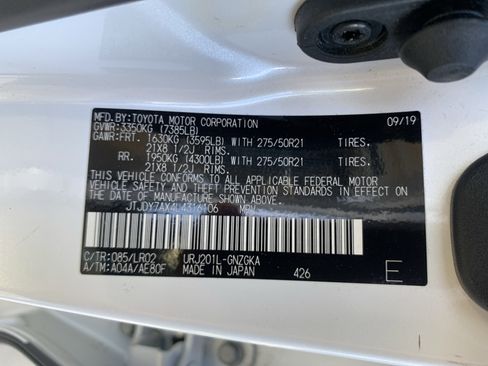 MFD. BY:TOYOTA MOTOR CORPORATION 09/19
GVWR:3350KG (7385LB)
GAWR:FRT. 1630KG (3595LB) WITH 275/50R21 TIRES.
21X8 1/2J RIMS.
RR. 1950KG (4300LB) WITH 275/50R21 TIRES.
21X8 1/2J RIMS.
THIS VEHICLE CONFORMS TO ALL APPLICABLE FEDERAL MOTOR
VEHICLE SAFETY AND THEFT PREVENTION STANDARDS IN EFFECT ON
THE DATE OF MANUFACTURE SHOWN ABOVE.
C/TR:085/LR02 URJ201L-GNZGKA
A/TM:A04A/AE80F MADE IN JAPAN 426 E